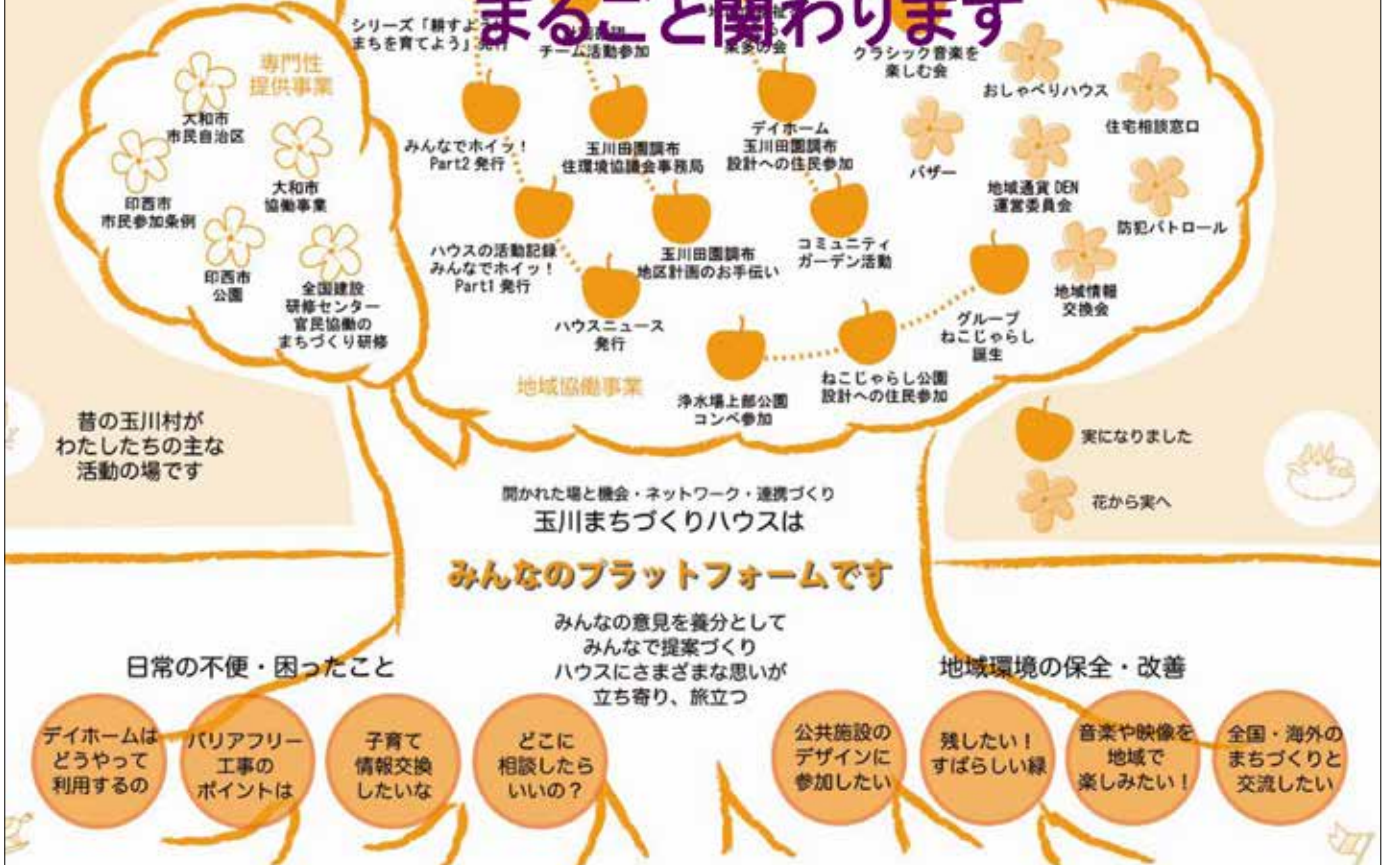 まるごと関わります
シリーズ「耕すよう
まちを育てよう」発行
チーム活動参加
楽多の会
クラシック音楽を
楽しむ会
おしゃべりハウス
住宅相談窓口
専門性
提供事業
大和市
市民自治区
印西市
市民参加条例
大和市
協働事業
印西市
公園
全国建設
研修センター
官民協働の
まちづくり研修
みんなでホイッ!
Part2 発行
玉川田園調布
住環境協議会事務局
デイホーム
玉川田園調布
設計への住民参加
バザー
地域通貨 DEN
運営委員会
防犯パトロール
ハウスの活動記録
みんなでホイッ!
Part1 発行
玉川田園調布
地区計画のお手伝い
コミュニティ
ガーデン活動
地域情報
交換会
ハウスニュース
発行
グループ
ねこじゃらし
誕生
地域協働事業
浄水場上部公園
コンペ参加
ねこじゃらし公園
設計への住民参加
昔の玉川村が
わたしたちの主な
活動の場です
実になりました
花から実へ
開かれた場と機会・ネットワーク・連携づくり
玉川まちづくりハウスは
みんなのプラットフォームです
みんなの意見を養分として
みんなで提案づくり
ハウスにさまざまな思いが
立ち寄り、旅立つ
日常の不便・困ったこと
地域環境の保全・改善
デイホームは
どうやって
利用するの
バリアフリー
工事の
ポイントは
子育て
情報交換
したいな
どこに
相談したら
いいの?
公共施設の
デザインに
参加したい
残したい!
すばらしい緑
音楽や映像を
地域で
楽しみたい!
全国・海外の
まちづくりと
交流したい